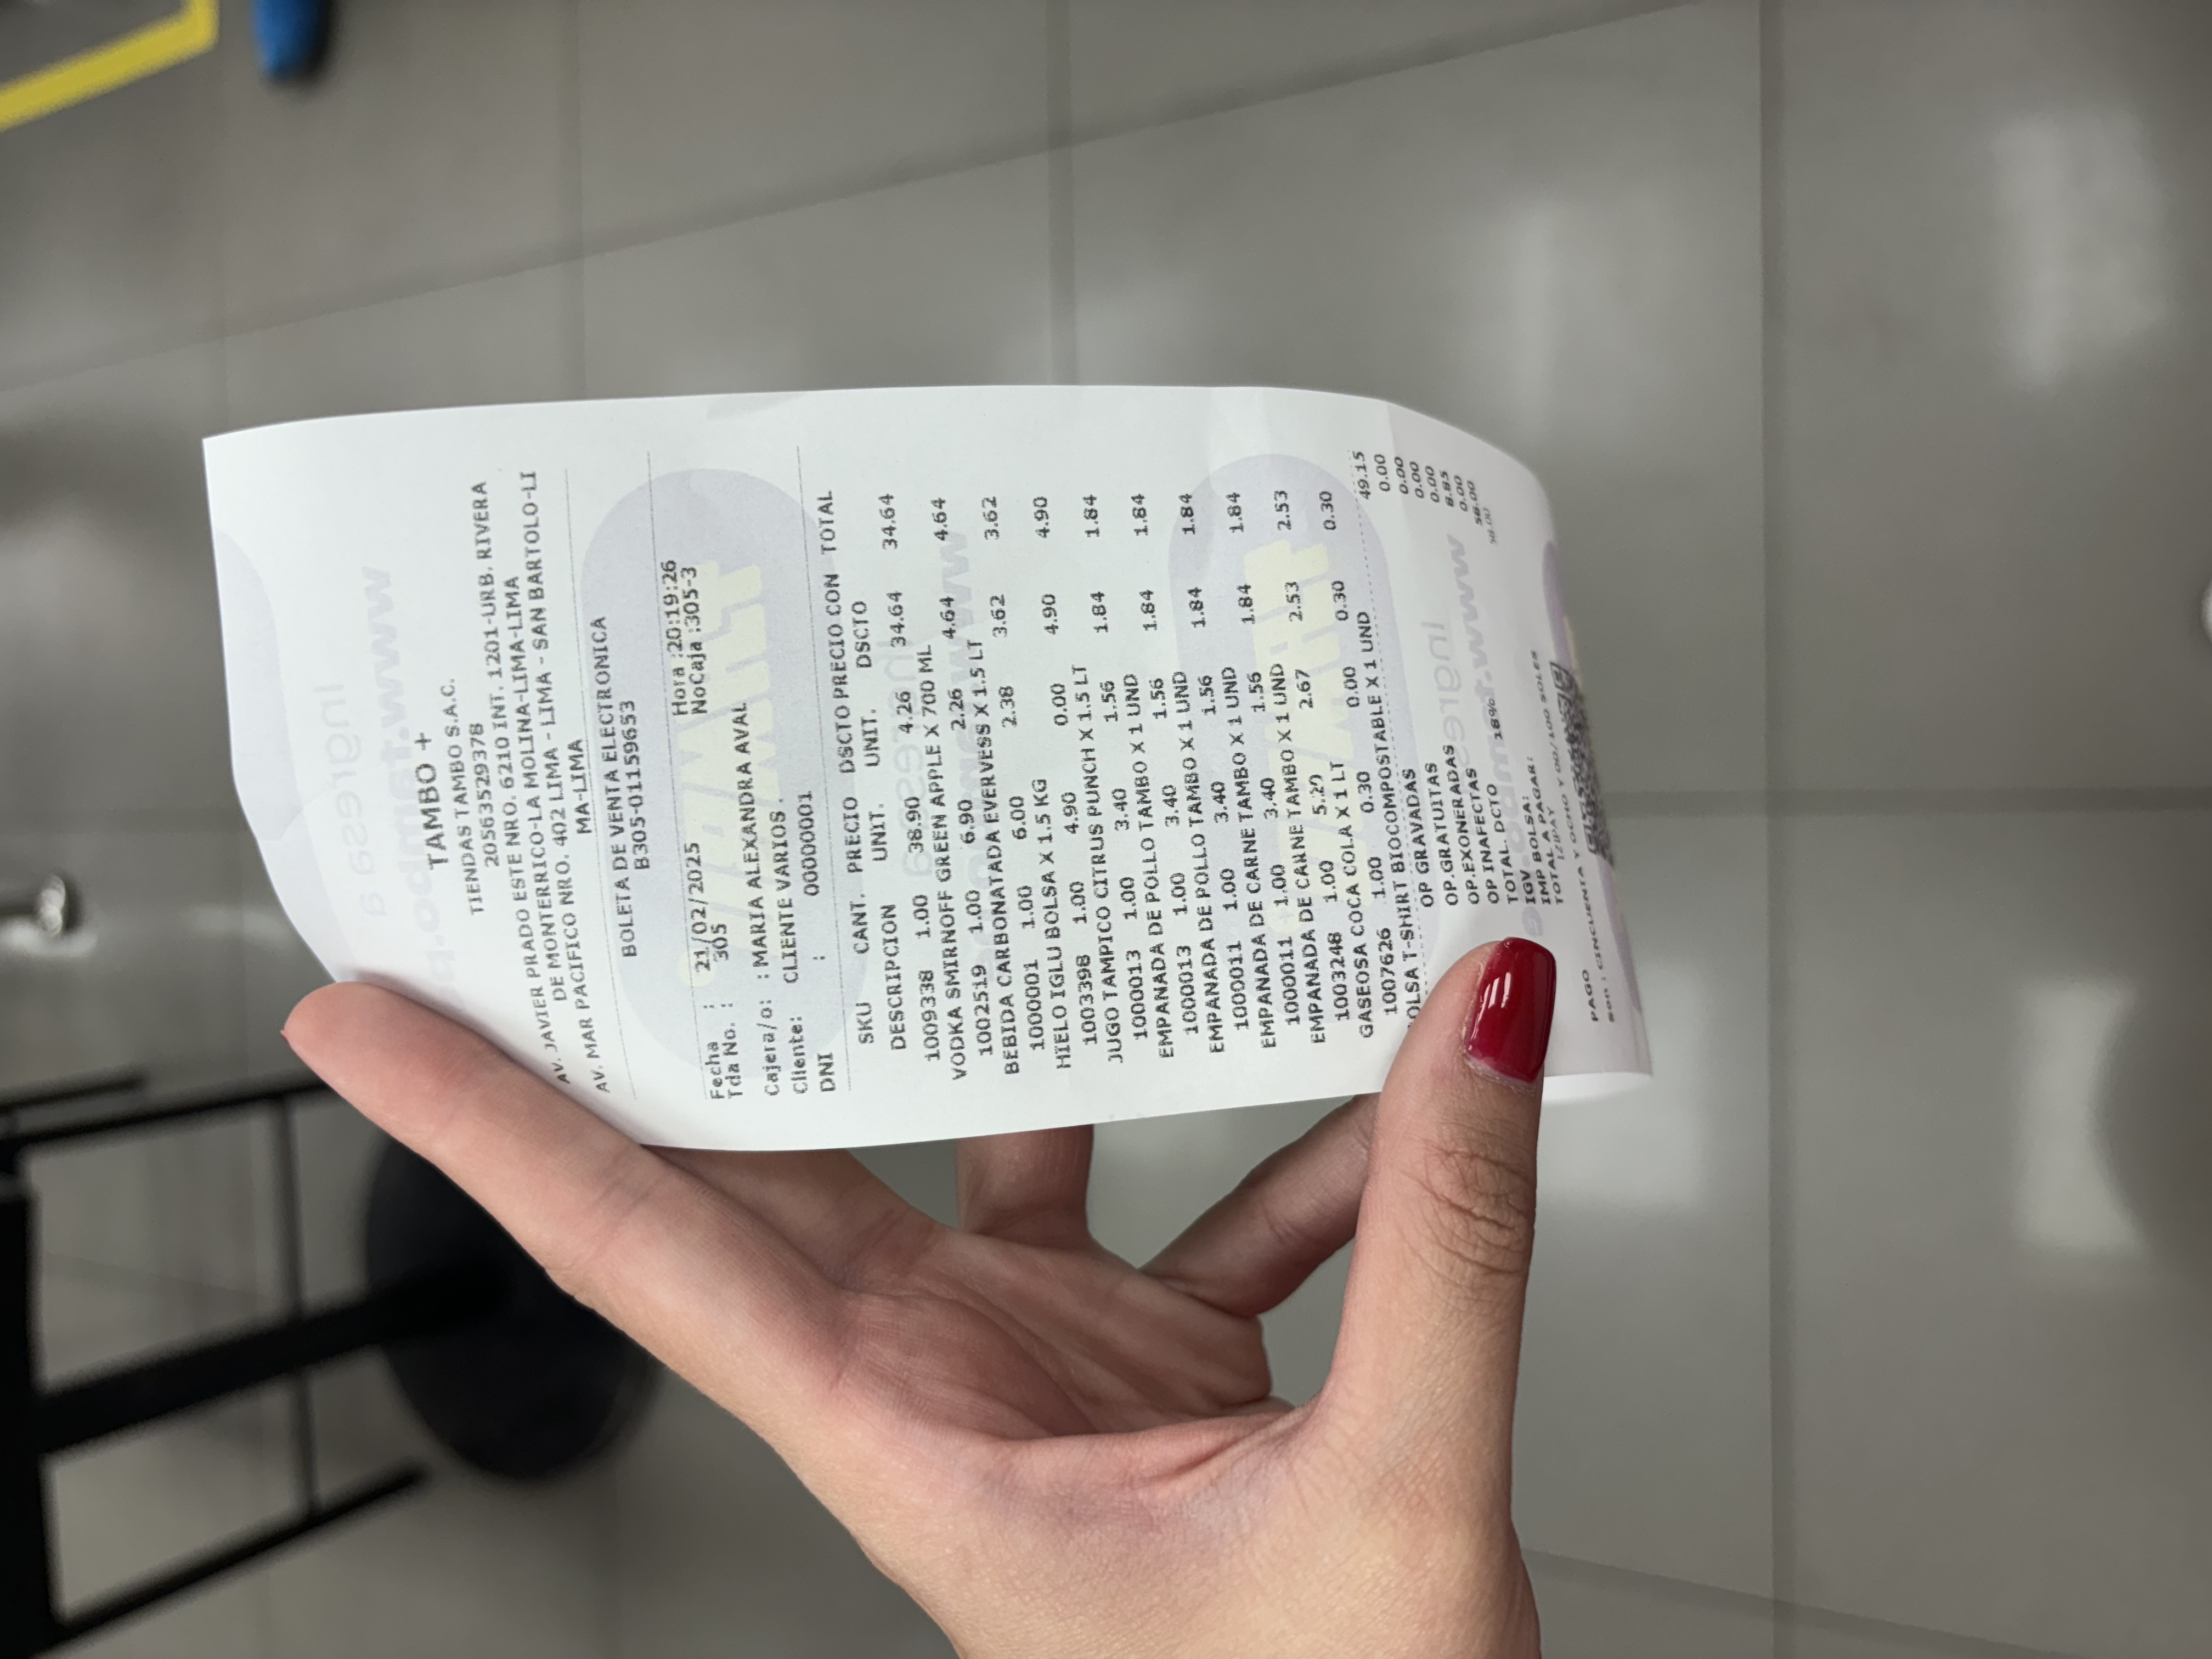 TAMBO +
TIENDAS TAMBO S.A.C.
20563529378
AV. JAVIER PRADO ESTE NRO. 6210 INT. 1201-URB. RIVERA
DE MONTERRICO-LA MOLINA-LIMA-LIMA
AV. MAR PACIFICO NRO. 402 LIMA - LIMA - SAN BARTOLO-LI
MA-LIMA
BOLETA DE VENTA ELECTRONICA
B305-01159653
Fecha : 21/02/2025 Hora :20:19:26
Tda No. : 305 NoCaja :305-3
Cajera/o: : MARIA ALEXANDRA AVAL
Cliente: CLIENTE VARIOS .
DNI : 00000001
SKU CANT. PRECIO DSCTO PRECIO CON TOTAL
DESCRIPCION UNIT. UNIT. DSCTO
1009338 1.00 38.90 4.26 34.64 34.64
VODKA SMIRNOFF GREEN APPLE X 700 ML
1002519 1.00 6.90 2.26 4.64 4.64
BEBIDA CARBONATADA EVERVESS X 1.5 LT
1000001 1.00 6.00 2.38 3.62 3.62
HIELO IGLU BOLSA X 1.5 KG
1003398 1.00 4.90 0.00 4.90 4.90
JUGO TAMPICO CITRUS PUNCH X 1.5 LT
1000013 1.00 3.40 1.56 1.84 1.84
EMPANADA DE POLLO TAMBO X 1 UND
1000013 1.00 3.40 1.56 1.84 1.84
EMPANADA DE POLLO TAMBO X 1 UND
1000011 1.00 3.40 1.56 1.84 1.84
EMPANADA DE CARNE TAMBO X 1 UND
1000011 1.00 3.40 1.56 1.84 1.84
EMPANADA DE CARNE TAMBO X 1 UND
1003248 1.00 5.20 2.67 2.53 2.53
GASEOSA COCA COLA X 1 LT
1007626 1.00 0.30 0.00 0.30 0.30
OLSA T-SHIRT BIOCOMPOSTABLE X 1 UND
OP GRAVADAS 49.15
OP.GRATUITAS 0.00
OP.EXONERADAS 0.00
OP INAFECTAS 0.00
TOTAL. DCTO 0.00
IGV 18% 8.85
IMP BOLSA: 0.00
TOTAL A PAGAR: 58.00
IZIPAY 58.00
PAGO
Son : CINCUENTA Y OCHO Y 00/100 SOLES